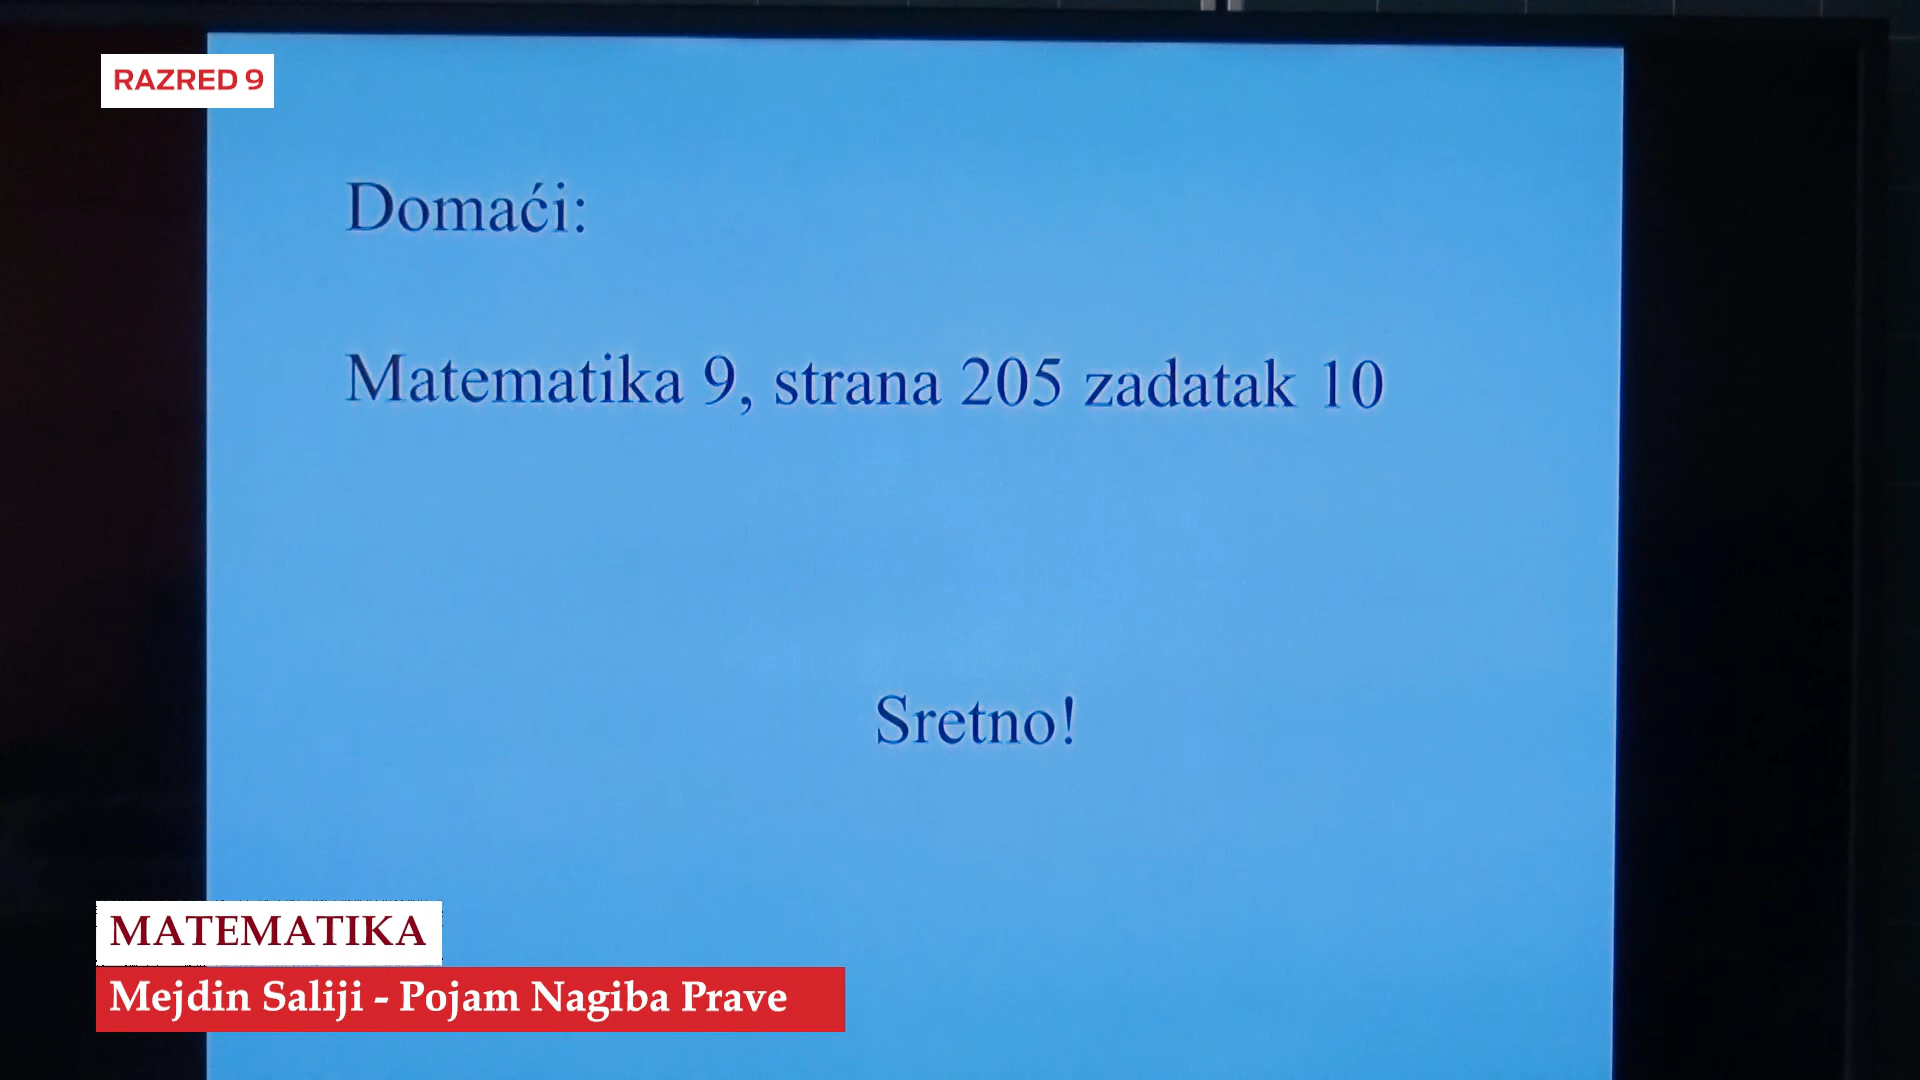 RAZRED 9
Domaći:
Matematika 9, strana 205 zadatak 10
Sretno!
MATEMATIKA
Mejdin Saliji - Pojam Nagiba Prave